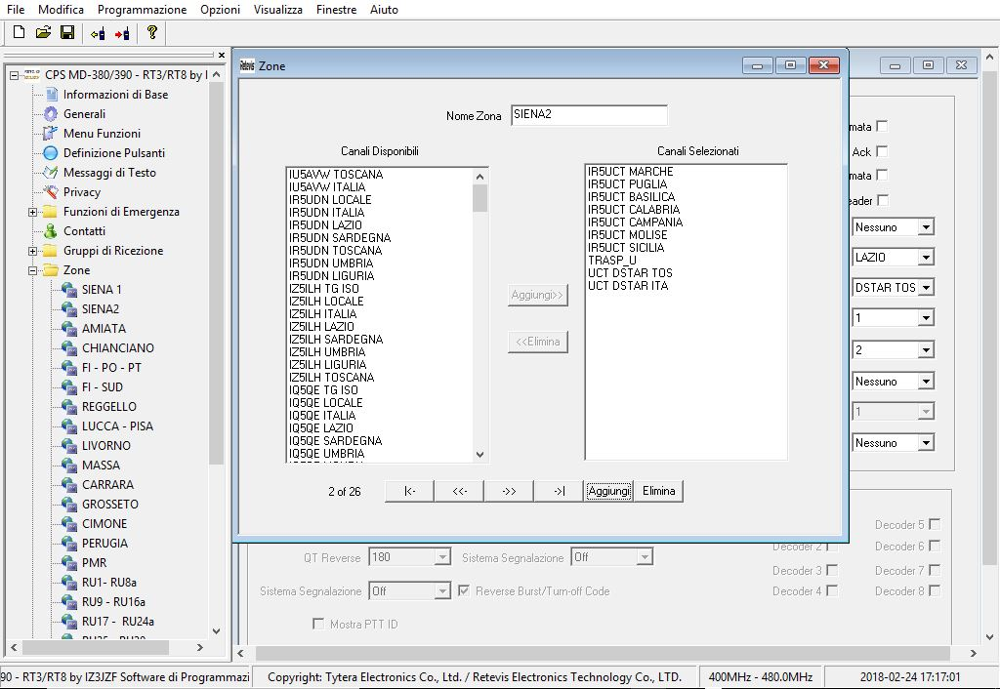 File Modifica Programmazione Opzioni Visualizza Finestre Aiuto
CPS MD-380/390 - RT3/RT8 by I
Informazioni di Base
Generali
Menu Funzioni
Definizione Pulsanti
Messaggi di Testo
Privacy
Funzioni di Emergenza
Contatti
Gruppi di Ricezione
Zone
SIENA 1
SIENA2
AMIATA
CHIANCIANO
FI - PO - PT
FI - SUD
REGGELLO
LUCCA - PISA
LIVORNO
MASSA
CARRARA
GROSSETO
CIMONE
PERUGIA
PMR
RU1- RU8a
RU9 - RU16a
RU17 - RU24a
Retevis Zone
Nome Zona SIENA2
Canali Disponibili
IU5AVW TOSCANA
IU5AVW ITALIA
IR5UDN LOCALE
IR5UDN ITALIA
IR5UDN LAZIO
IR5UDN SARDEGNA
IR5UDN TOSCANA
IR5UDN UMBRIA
IR5UDN LIGURIA
IZ5ILH TG ISO
IZ5ILH LOCALE
IZ5ILH ITALIA
IZ5ILH LAZIO
IZ5ILH SARDEGNA
IZ5ILH UMBRIA
IZ5ILH LIGURIA
IZ5ILH TOSCANA
IQ5QE TG ISO
IQ5QE LOCALE
IQ5QE ITALIA
IQ5QE LAZIO
IQ5QE SARDEGNA
IQ5QE UMBRIA
Aggiungi>>
<<Elimina
Canali Selezionati
IR5UCT MARCHE
IR5UCT PUGLIA
IR5UCT BASILICA
IR5UCT CALABRIA
IR5UCT CAMPANIA
IR5UCT MOLISE
IR5UCT SICILIA
TRASP_U
UCT DSTAR TOS
UCT DSTAR ITA
2 of 26 |<- <<- ->> ->| Aggiungi Elimina
mata
Ack
mata
eader
Nessuno
LAZIO
DSTAR TOS
1
2
Nessuno
1
Nessuno
Decoder 5
Decoder 2 Decoder 6
Decoder 3 Decoder 7
Decoder 4 Decoder 8
QT Reverse 180 Sistema Segnalazione Off
Sistema Segnalazione Off Reverse Burst/Turn-off Code
Mostra PTT ID
90 - RT3/RT8 by IZ3JZF Software di Programmazi Copyright: Tytera Electronics Co., Ltd. / Retevis Electronics Technology Co., LTD. 400MHz - 480.0MHz 2018-02-24 17:17:01